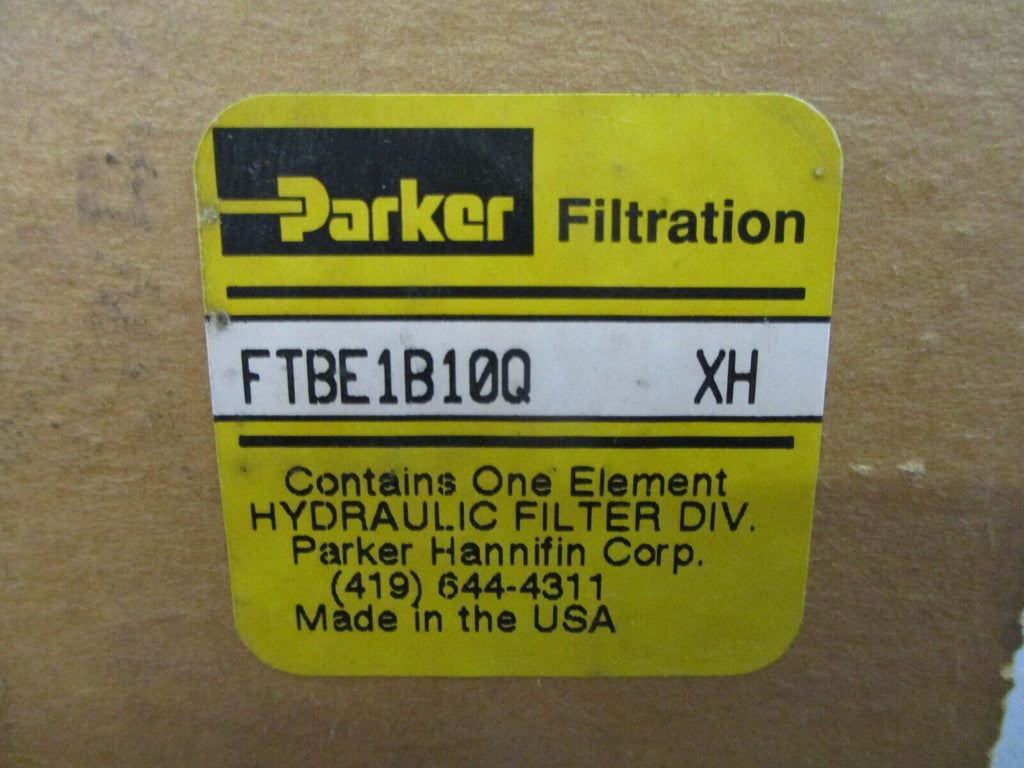 Parker Filtration
FTBE1B10Q XH
Contains One Element
HYDRAULIC FILTER DIV.
Parker Hannifin Corp.
(419) 644-4311
Made in the USA